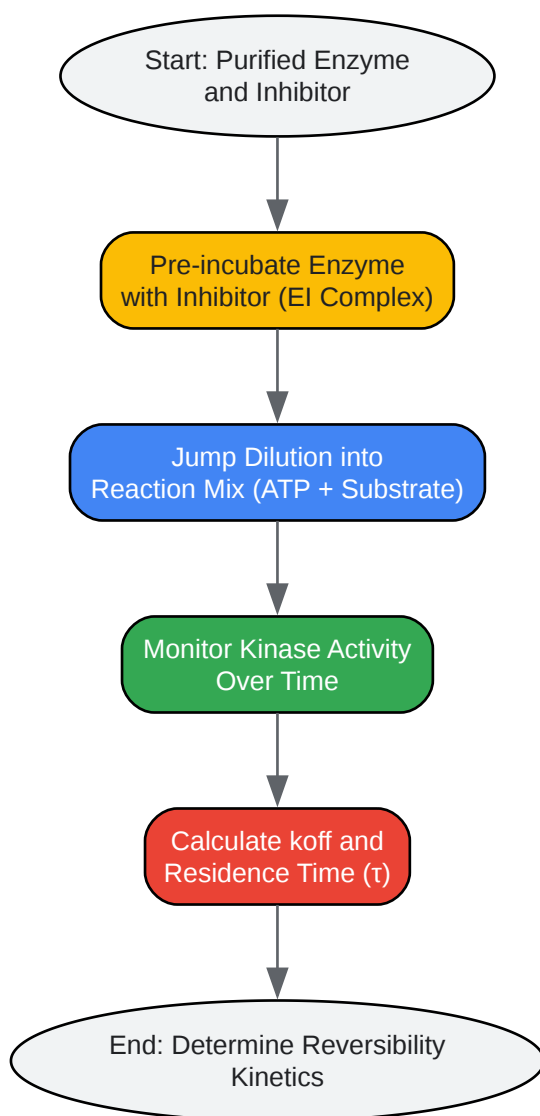 Start: Purified Enzyme
and Inhibitor
Pre-incubate Enzyme
with Inhibitor (EI Complex)
Jump Dilution into
Reaction Mix (ATP + Substrate)
Monitor Kinase Activity
Over Time
Calculate koff and
Residence Time (τ)
End: Determine Reversibility
Kinetics